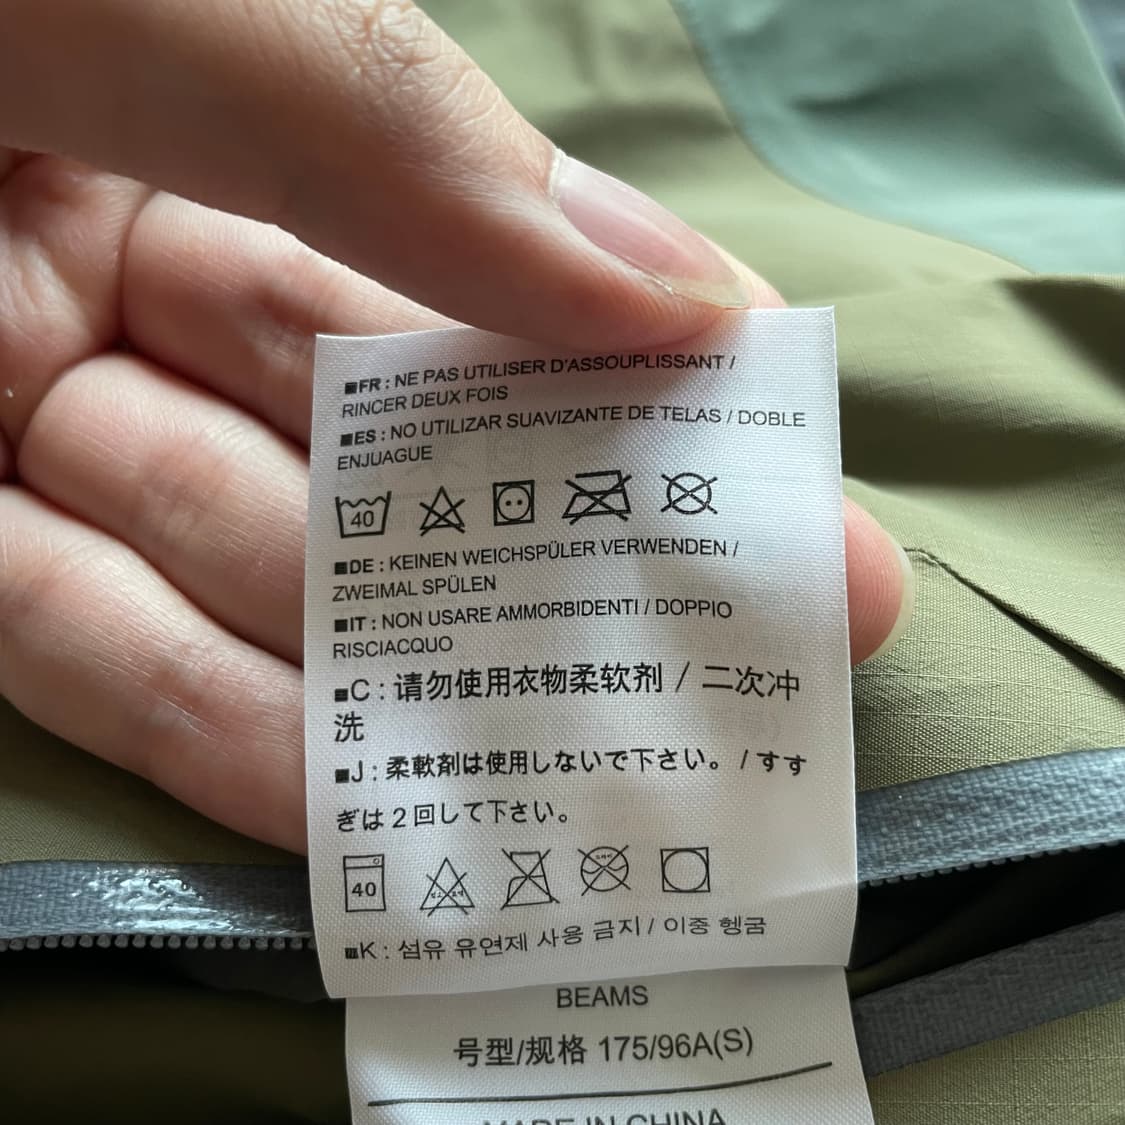 ■FR : NE PAS UTILISER D'ASSOUPLISSANT /
RINCER DEUX FOIS
■ES : NO UTILIZAR SUAVIZANTE DE TELAS / DOBLE
ENJUAGUE
40
■DE : KEINEN WEICHSPÜLER VERWENDEN /
ZWEIMAL SPÜLEN
■IT : NON USARE AMMORBIDENTI / DOPPIO
RISCIACQUO
■C : 请勿使用衣物柔软剂 / 二次冲
洗
■J : 柔軟剤は使用しないで下さい。 / すす
ぎは 2 回して下さい。
40
■K : 섬유 유연제 사용 금지 / 이중 헹굼
BEAMS
号型/规格 175/96A(S)
MADE IN CHINA